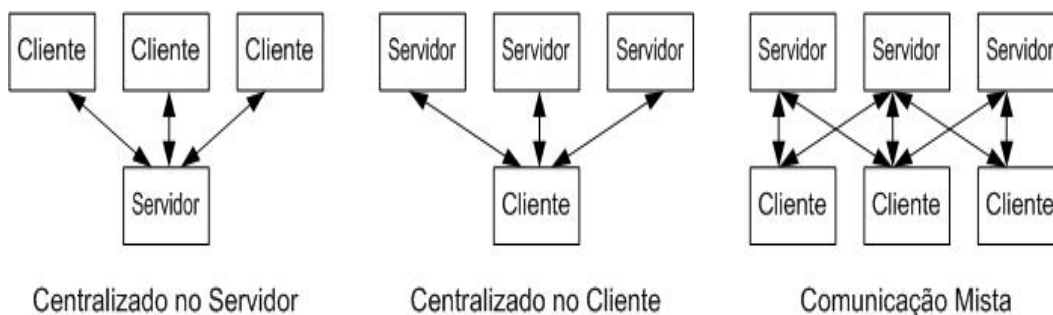 Cliente Cliente Cliente
Servidor
Centralizado no Servidor
Servidor Servidor Servidor
Cliente
Centralizado no Cliente
Servidor Servidor Servidor
Cliente Cliente Cliente
Comunicação Mista